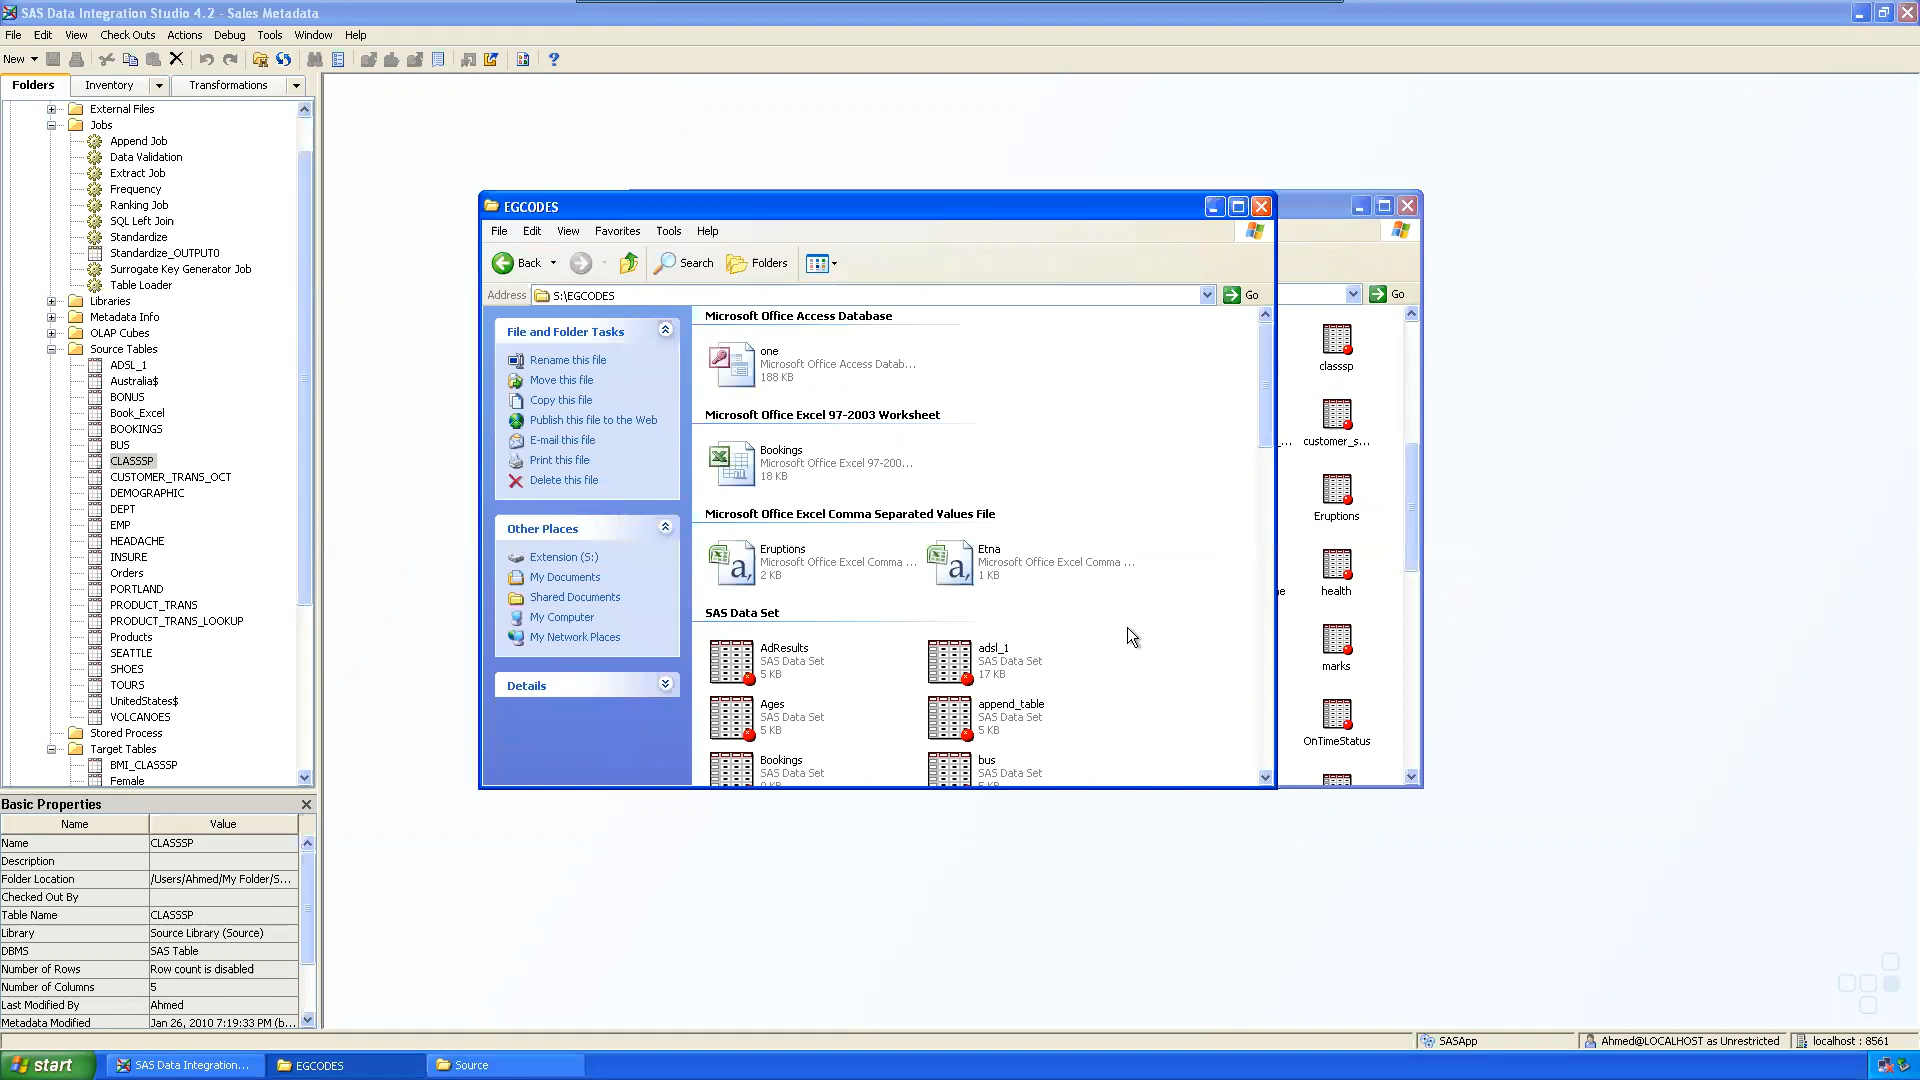 SAS Data Integration Studio 4.2 - Sales Metadata
File Edit View Check Outs Actions Debug Tools Window Help
New
Folders Inventory Transformations
External Files
Jobs
Append Job
Data Validation
Extract Job
Frequency
Ranking Job
SQL Left Join
Standardize
Standardize_OUTPUT0
Surrogate Key Generator Job
Table Loader
Libraries
Metadata Info
OLAP Cubes
Source Tables
ADSL_1
Australia$
BONUS
Book_Excel
BOOKINGS
BUS
CLASSSP
CUSTOMER_TRANS_OCT
DEMOGRAPHIC
DEPT
EMP
HEADACHE
INSURE
Orders
PORTLAND
PRODUCT_TRANS
PRODUCT_TRANS_LOOKUP
Products
SEATTLE
SHOES
TOURS
UnitedStates$
VOLCANOES
Stored Process
Target Tables
BMI_CLASSSP
Female
Basic Properties
Name Value
Name CLASSSP
Description
Folder Location /Users/Ahmed/My Folder/S...
Checked Out By
Table Name CLASSSP
Library Source Library (Source)
DBMS SAS Table
Number of Rows Row count is disabled
Number of Columns 5
Last Modified By Ahmed
Metadata Modified Jan 26, 2010 7:19:33 PM (b...
EGCODES
File Edit View Favorites Tools Help
Back Search Folders
Address S:\EGCODES Go
File and Folder Tasks
Rename this file
Move this file
Copy this file
Publish this file to the Web
E-mail this file
Print this file
Delete this file
Other Places
Extension (S:)
My Documents
Shared Documents
My Computer
My Network Places
Details
Microsoft Office Access Database
one
Microsoft Office Access Datab...
188 KB
Microsoft Office Excel 97-2003 Worksheet
Bookings
Microsoft Office Excel 97-200...
18 KB
Microsoft Office Excel Comma Separated Values File
Eruptions
Microsoft Office Excel Comma ...
2 KB
Etna
Microsoft Office Excel Comma ...
1 KB
SAS Data Set
AdResults
SAS Data Set
5 KB
adsl_1
SAS Data Set
17 KB
Ages
SAS Data Set
5 KB
append_table
SAS Data Set
5 KB
Bookings
SAS Data Set
bus
SAS Data Set
Go
classsp
customer_s...
Eruptions
health
marks
OnTimeStatus
SASApp
Ahmed@LOCALHOST as Unrestricted
localhost : 8561
start
SAS Data Integration...
EGCODES
Source